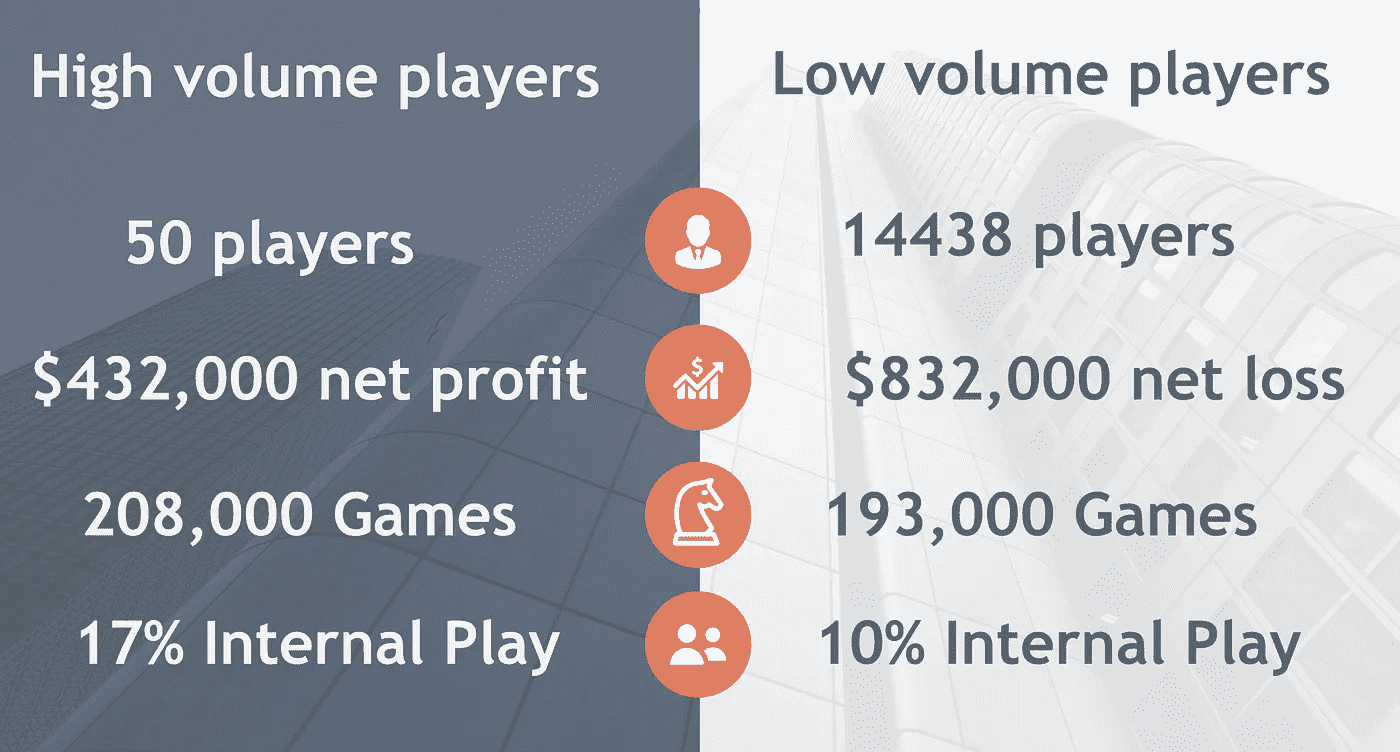 High volume players
Low volume players
50 players
14438 players
$432,000 net profit
$832,000 net loss
208,000 Games
193,000 Games
17% Internal Play
10% Internal Play